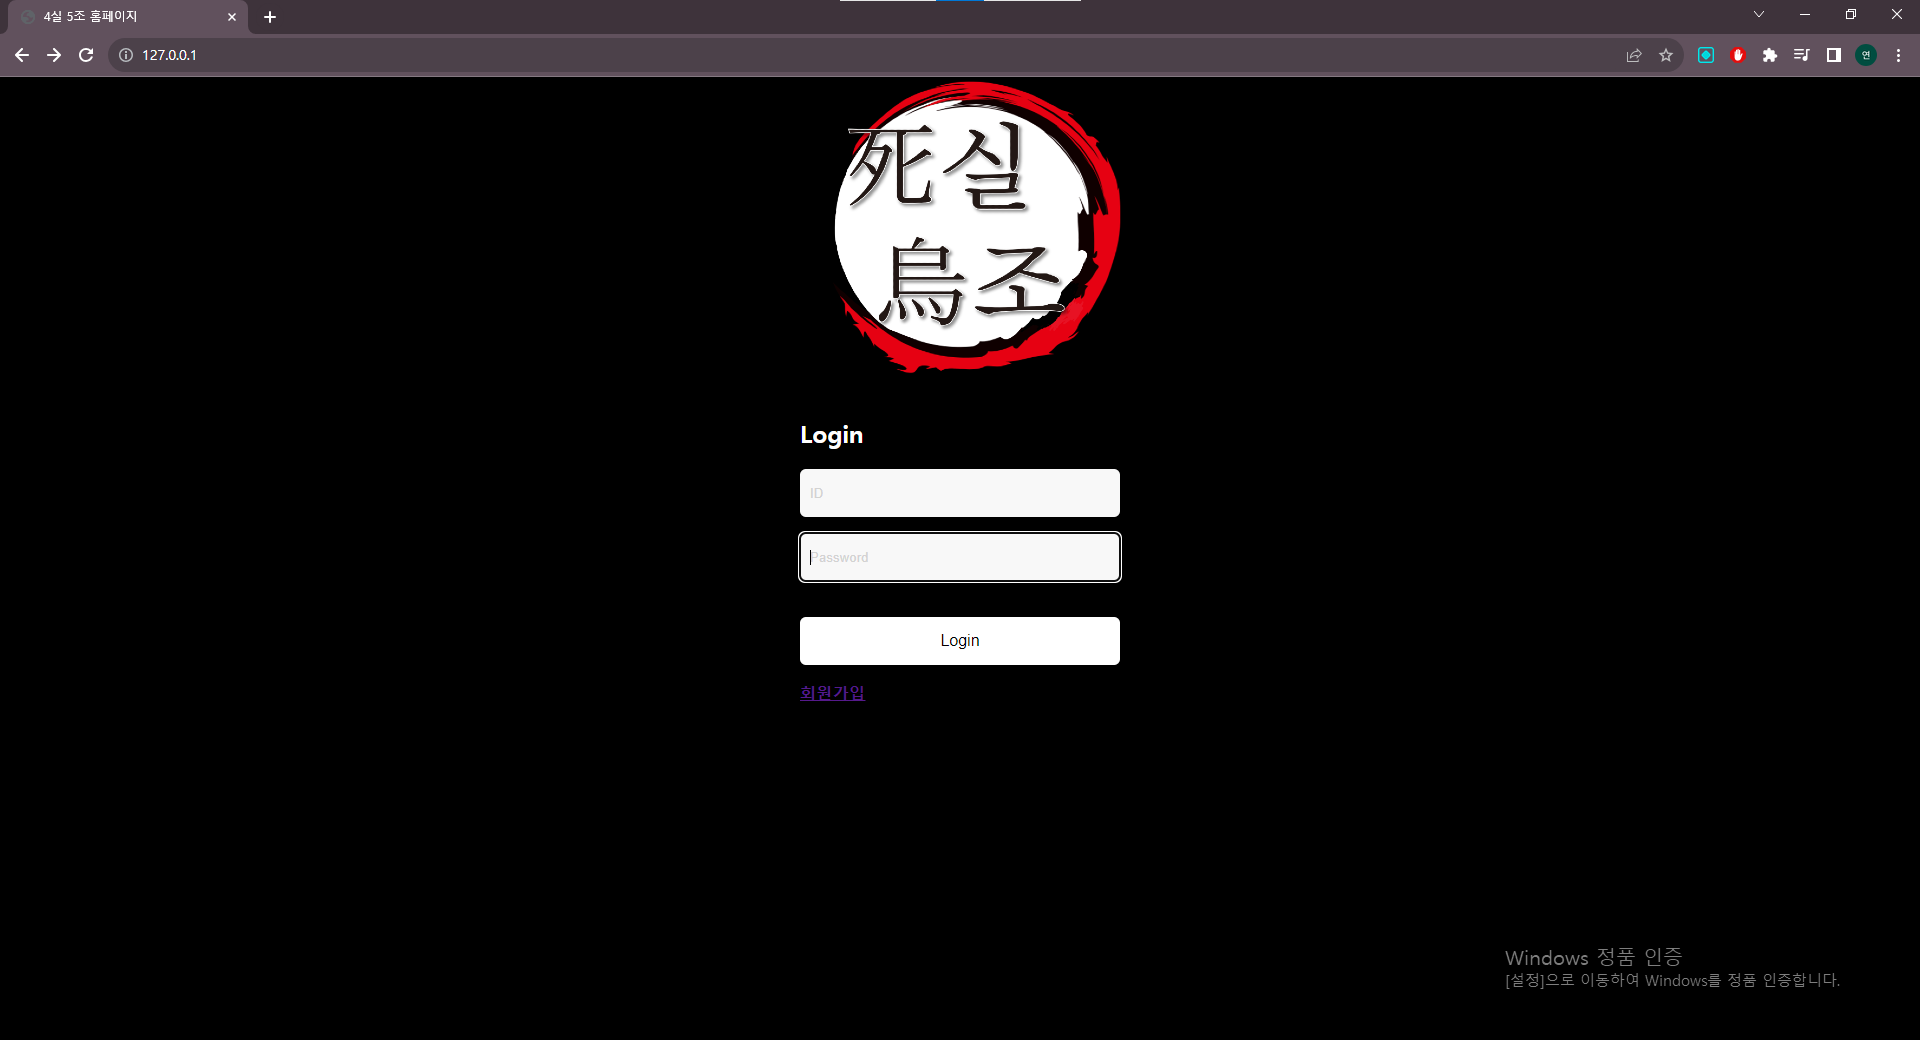 4실 5조 홈페이지
127.0.0.1
연
死실
烏조
Login
ID
Password
Login
회원가입
Windows 정품 인증
[설정]으로 이동하여 Windows를 정품 인증합니다.